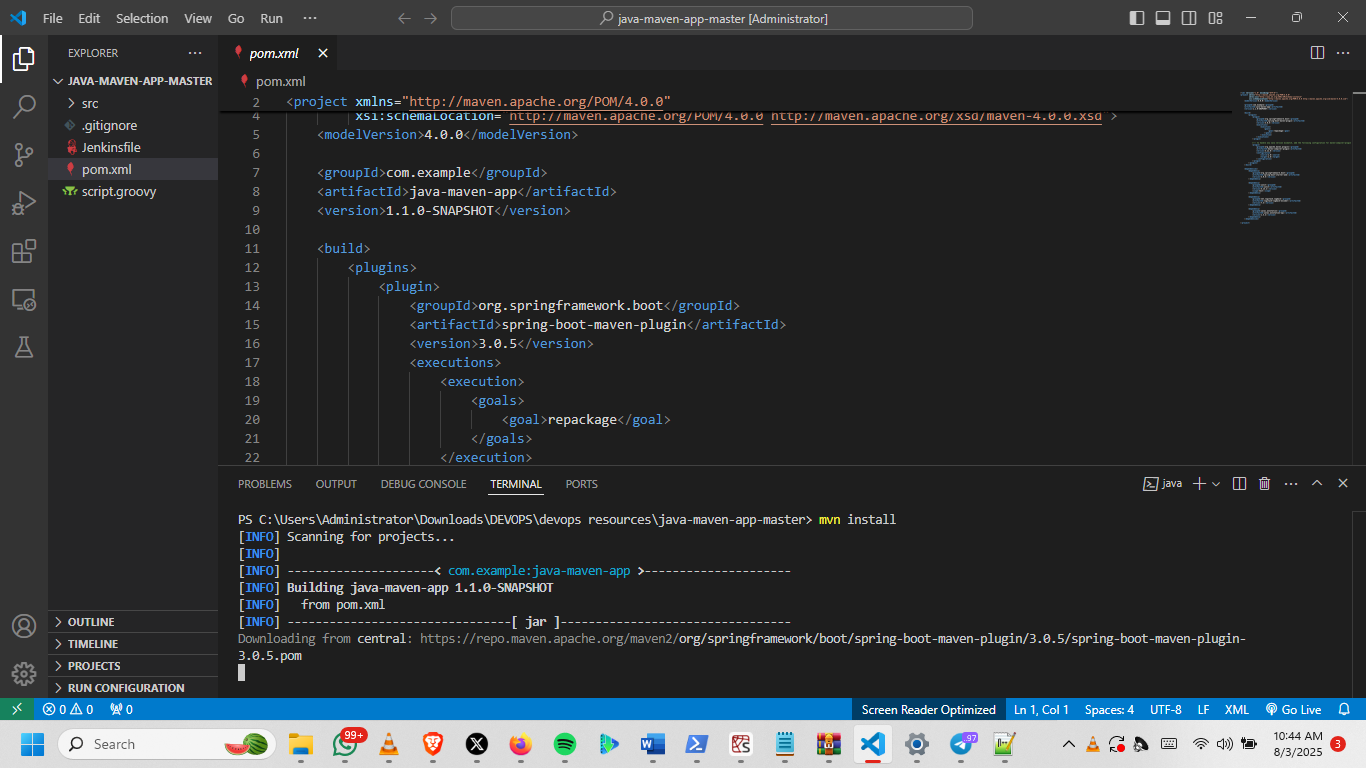 File Edit Selection View Go Run ···
java-maven-app-master [Administrator]
EXPLORER
JAVA-MAVEN-APP-MASTER
src
.gitignore
Jenkinsfile
pom.xml
script.groovy
OUTLINE
TIMELINE
PROJECTS
RUN CONFIGURATION
pom.xml
pom.xml
2 <project xmlns="http://maven.apache.org/POM/4.0.0"
4 xsi:schemaLocation="http://maven.apache.org/POM/4.0.0 http://maven.apache.org/xsd/maven-4.0.0.xsd">
5 <modelVersion>4.0.0</modelVersion>
6
7 <groupId>com.example</groupId>
8 <artifactId>java-maven-app</artifactId>
9 <version>1.1.0-SNAPSHOT</version>
10
11 <build>
12 <plugins>
13 <plugin>
14 <groupId>org.springframework.boot</groupId>
15 <artifactId>spring-boot-maven-plugin</artifactId>
16 <version>3.0.5</version>
17 <executions>
18 <execution>
19 <goals>
20 <goal>repackage</goal>
21 </goals>
22 </execution>
PROBLEMS OUTPUT DEBUG CONSOLE TERMINAL PORTS
java
PS C:\Users\Administrator\Downloads\DEVOPS\devops resources\java-maven-app-master> mvn install
[INFO] Scanning for projects...
[INFO]
[INFO] ---------------------< com.example:java-maven-app >---------------------
[INFO] Building java-maven-app 1.1.0-SNAPSHOT
[INFO]   from pom.xml
[INFO] --------------------------------[ jar ]---------------------------------
Downloading from central: https://repo.maven.apache.org/maven2/org/springframework/boot/spring-boot-maven-plugin/3.0.5/spring-boot-maven-plugin-
3.0.5.pom
0 0 0
Screen Reader Optimized Ln 1, Col 1 Spaces: 4 UTF-8 LF XML Go Live
Search
99+
97
10:44 AM
8/3/2025
3